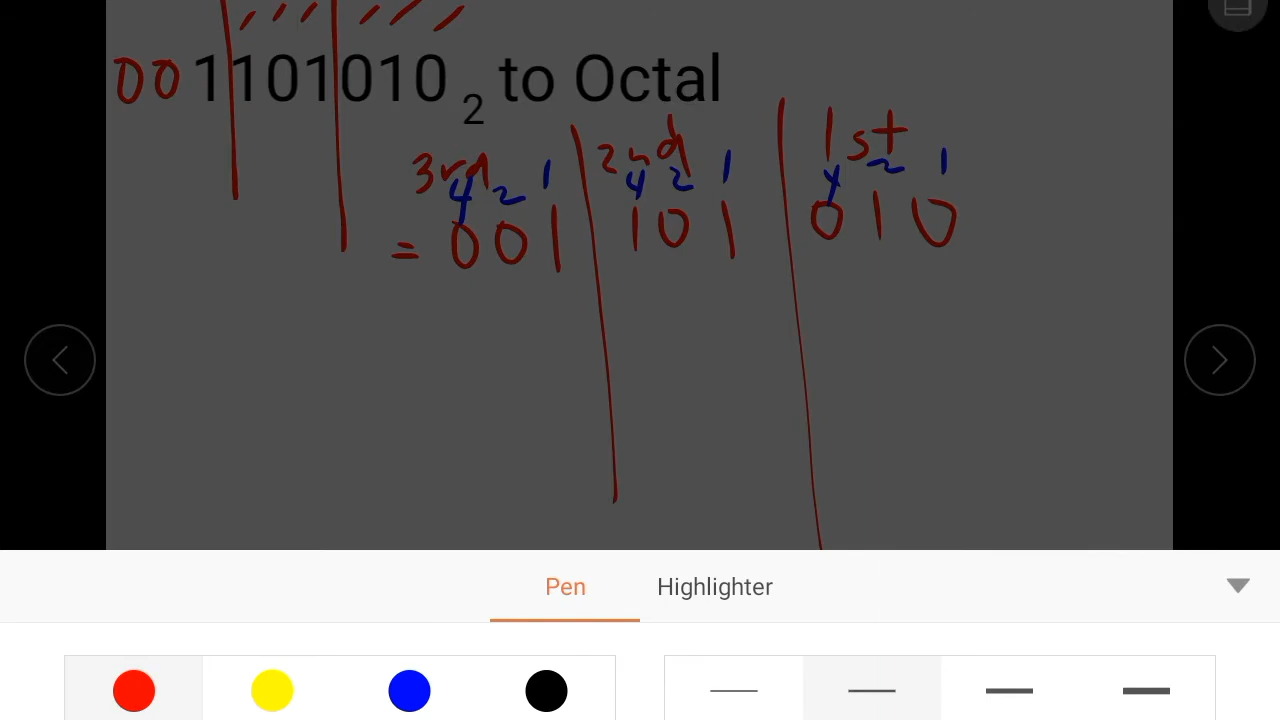 001101010 2 to Octal
3rd 2nd 1st
4 2 1 4 2 1 4 2 1
= 001 101 010
Pen Highlighter